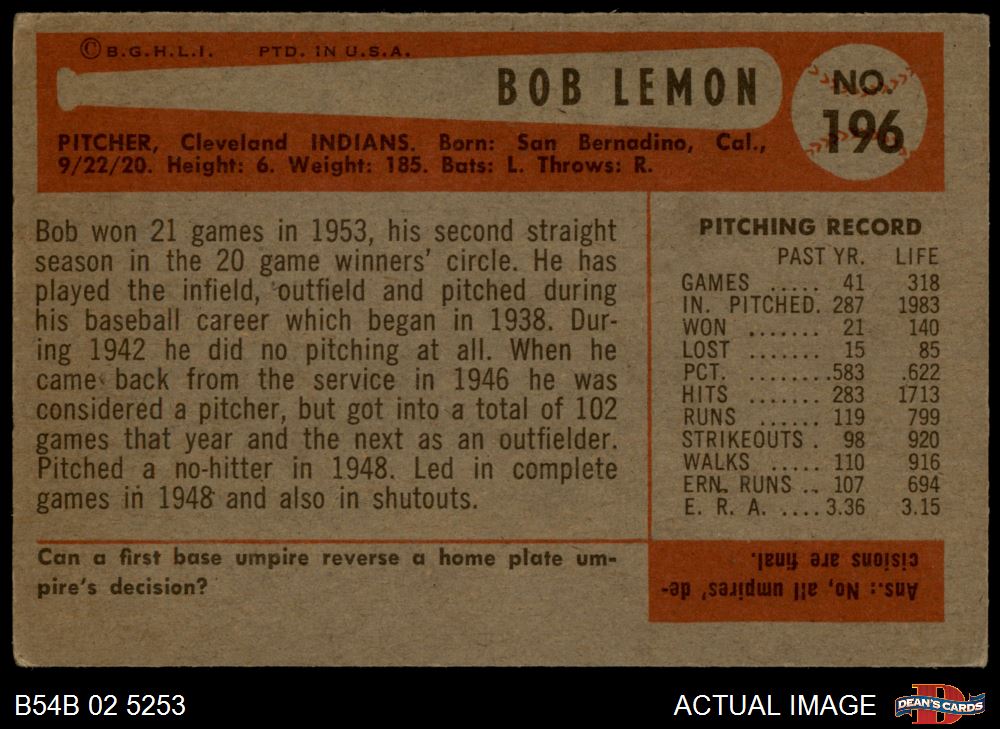 © B.G.H.L.I. PTD. IN U.S.A.
BOB LEMON
NO.
196
PITCHER, Cleveland INDIANS. Born: San Bernadino, Cal.,
9/22/20. Height: 6. Weight: 185. Bats: L. Throws: R.
Bob won 21 games in 1953, his second straight
season in the 20 game winners' circle. He has
played the infield, outfield and pitched during
his baseball career which began in 1938. Dur-
ing 1942 he did no pitching at all. When he
came back from the service in 1946 he was
considered a pitcher, but got into a total of 102
games that year and the next as an outfielder.
Pitched a no-hitter in 1948. Led in complete
games in 1948 and also in shutouts.
PITCHING RECORD
PAST YR. LIFE
GAMES ..... 41 318
IN. PITCHED. 287 1983
WON ....... 21 140
LOST ....... 15 85
PCT. ........583 .622
HITS ....... 283 1713
RUNS ...... 119 799
STRIKEOUTS . 98 920
WALKS ..... 110 916
ERN. RUNS .. 107 694
E. R. A. ....3.36 3.15
Can a first base umpire reverse a home plate um-
pire's decision?
Ans.: No, all umpires' de-
cisions are final.
B54B 02 5253
ACTUAL IMAGE
DEAN'S CARDS